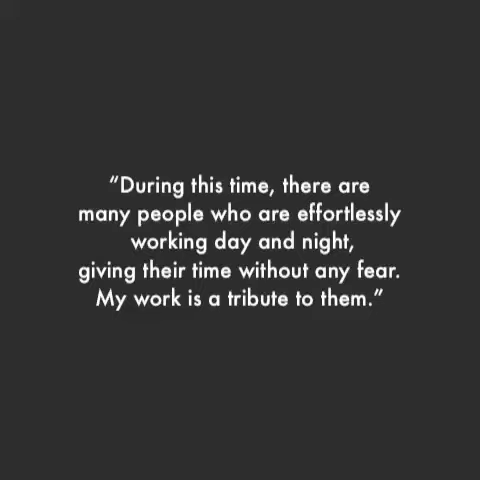 “During this time, there are
many people who are effortlessly
working day and night,
giving their time without any fear.
My work is a tribute to them.”